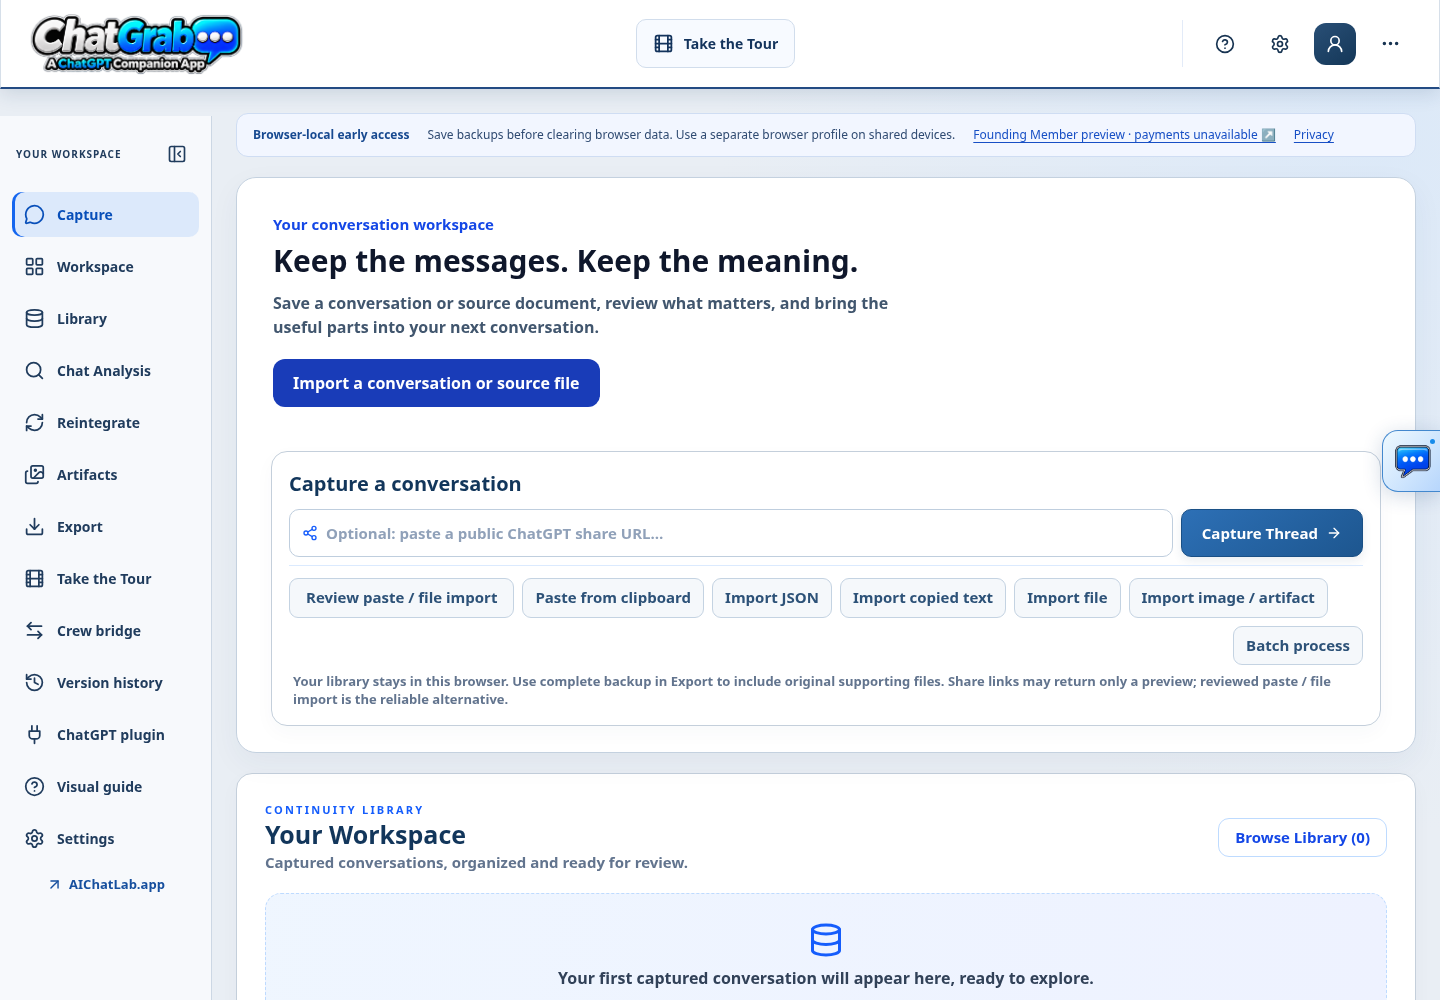 ChatGrab
A ChatGPT Companion App
Take the Tour
Browser-local early access Save backups before clearing browser data. Use a separate browser profile on shared devices. Founding Member preview · payments unavailable ↗ Privacy
YOUR WORKSPACE
Capture
Workspace
Library
Chat Analysis
Reintegrate
Artifacts
Export
Take the Tour
Crew bridge
Version history
ChatGPT plugin
Visual guide
Settings
AIChatLab.app
Your conversation workspace
Keep the messages. Keep the meaning.
Save a conversation or source document, review what matters, and bring the
useful parts into your next conversation.
Import a conversation or source file
Capture a conversation
Optional: paste a public ChatGPT share URL...
Capture Thread
Review paste / file import Paste from clipboard Import JSON Import copied text Import file Import image / artifact
Batch process
Your library stays in this browser. Use complete backup in Export to include original supporting files. Share links may return only a preview; reviewed paste / file
import is the reliable alternative.
CONTINUITY LIBRARY
Your Workspace
Captured conversations, organized and ready for review.
Browse Library (0)
Your first captured conversation will appear here, ready to explore.